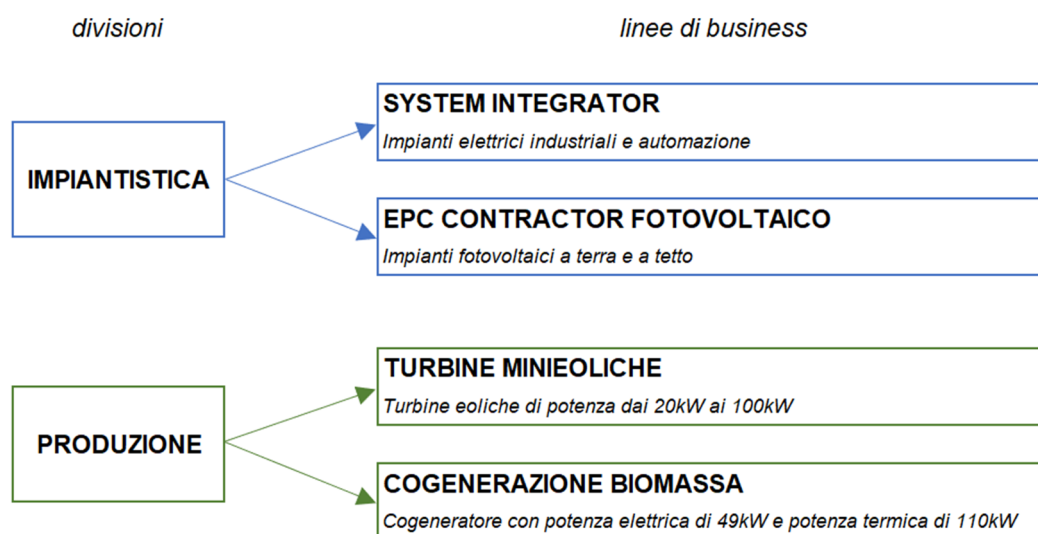 divisioni
linee di business
IMPIANTISTICA
SYSTEM INTEGRATOR
Impianti elettrici industriali e automazione
EPC CONTRACTOR FOTOVOLTAICO
Impianti fotovoltaici a terra e a tetto
PRODUZIONE
TURBINE MINIEOLICHE
Turbine eoliche di potenza dai 20kW ai 100kW
COGENERAZIONE BIOMASSA
Cogeneratore con potenza elettrica di 49kW e potenza termica di 110kW